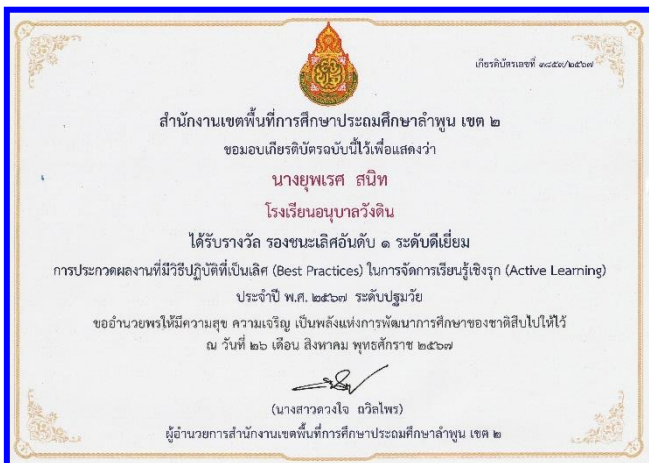 เกียรติบัตรเลขที่ ๓๘๕๙/๒๕๖๗
สำนักงานเขตพื้นที่การศึกษาประถมศึกษาลำพูน เขต ๒
ขอมอบเกียรติบัตรฉบับนี้ไว้เพื่อแสดงว่า
นางยุพเรศ สนิท
โรงเรียนอนุบาลวังดิน
ได้รับรางวัล รองชนะเลิศอันดับ ๑ ระดับดีเยี่ยม
การประกวดผลงานที่มีวิธีปฏิบัติที่เป็นเลิศ (Best Practices) ในการจัดการเรียนรู้เชิงรุก (Active Learning)
ประจำปี พ.ศ. ๒๕๖๗ ระดับปฐมวัย
ขออำนวยพรให้มีความสุข ความเจริญ เป็นพลังแห่งการพัฒนาการศึกษาของชาติสืบไปให้ไว้
ณ วันที่ ๒๖ เดือน สิงหาคม พุทธศักราช ๒๕๖๗
(นางสาวดวงใจ ถวิลไพร)
ผู้อำนวยการสำนักงานเขตพื้นที่การศึกษาประถมศึกษาลำพูน เขต ๒